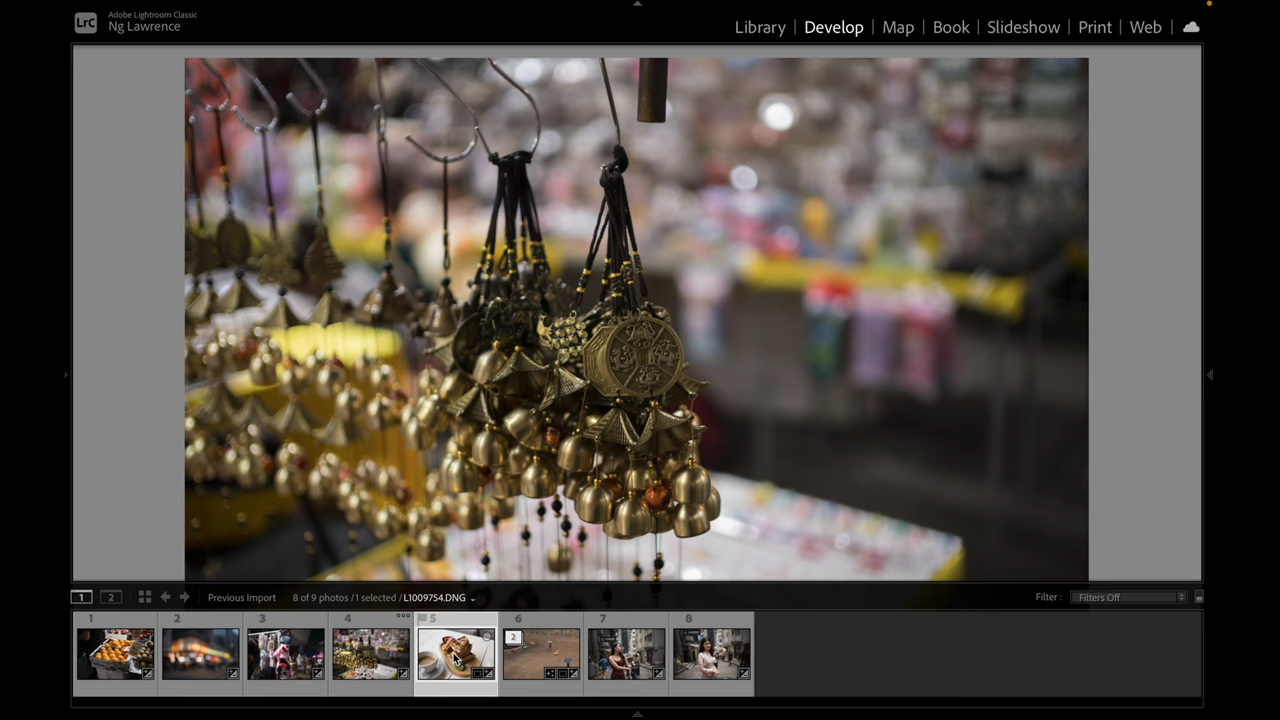 LrC
Adobe Lightroom Classic
Ng Lawrence
Library | Develop | Map | Book | Slideshow | Print | Web |
1 2 Previous Import 8 of 9 photos /1 selected / L1009754.DNG Filter : Filters Off
1 2 3 4 5 6 7 8
2